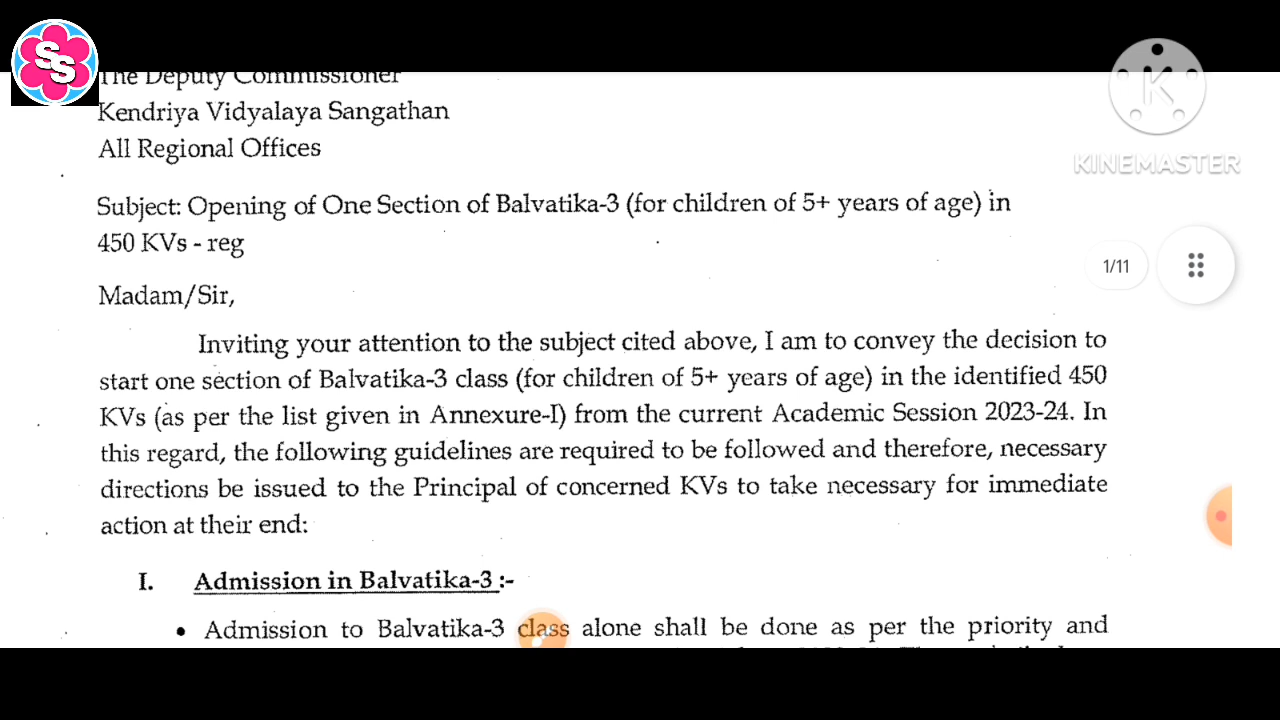 SS
The Deputy Commissioner
Kendriya Vidyalaya Sangathan
All Regional Offices
K
KINEMASTER
Subject: Opening of One Section of Balvatika-3 (for children of 5+ years of age) in
450 KVs - reg
1/11
Madam/Sir,
Inviting your attention to the subject cited above, I am to convey the decision to
start one section of Balvatika-3 class (for children of 5+ years of age) in the identified 450
KVs (as per the list given in Annexure-I) from the current Academic Session 2023-24. In
this regard, the following guidelines are required to be followed and therefore, necessary
directions be issued to the Principal of concerned KVs to take necessary for immediate
action at their end:
I. Admission in Balvatika-3 :-
• Admission to Balvatika-3 class alone shall be done as per the priority and